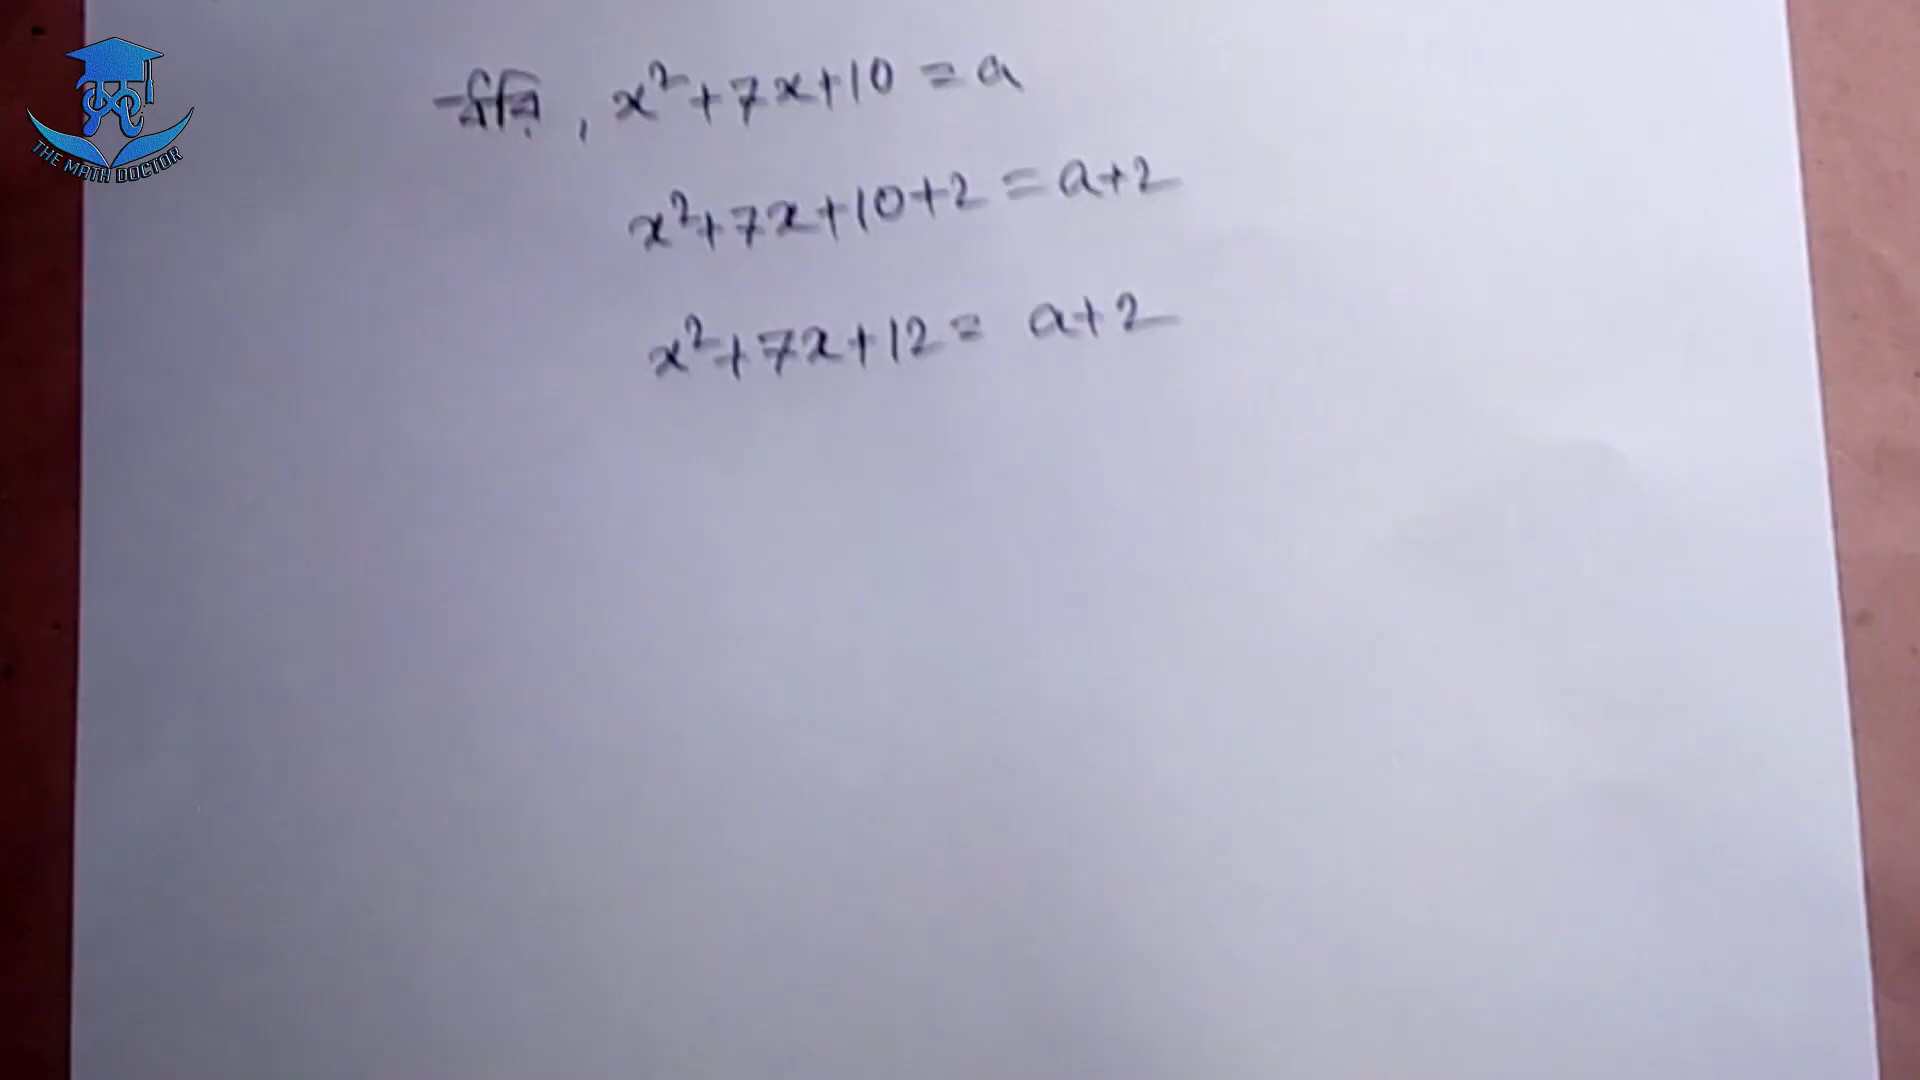 THE MATH DOCTOR
ধরি, x²+7x+10 = a
x²+7x+10+2 = a+2
x²+7x+12 = a+2